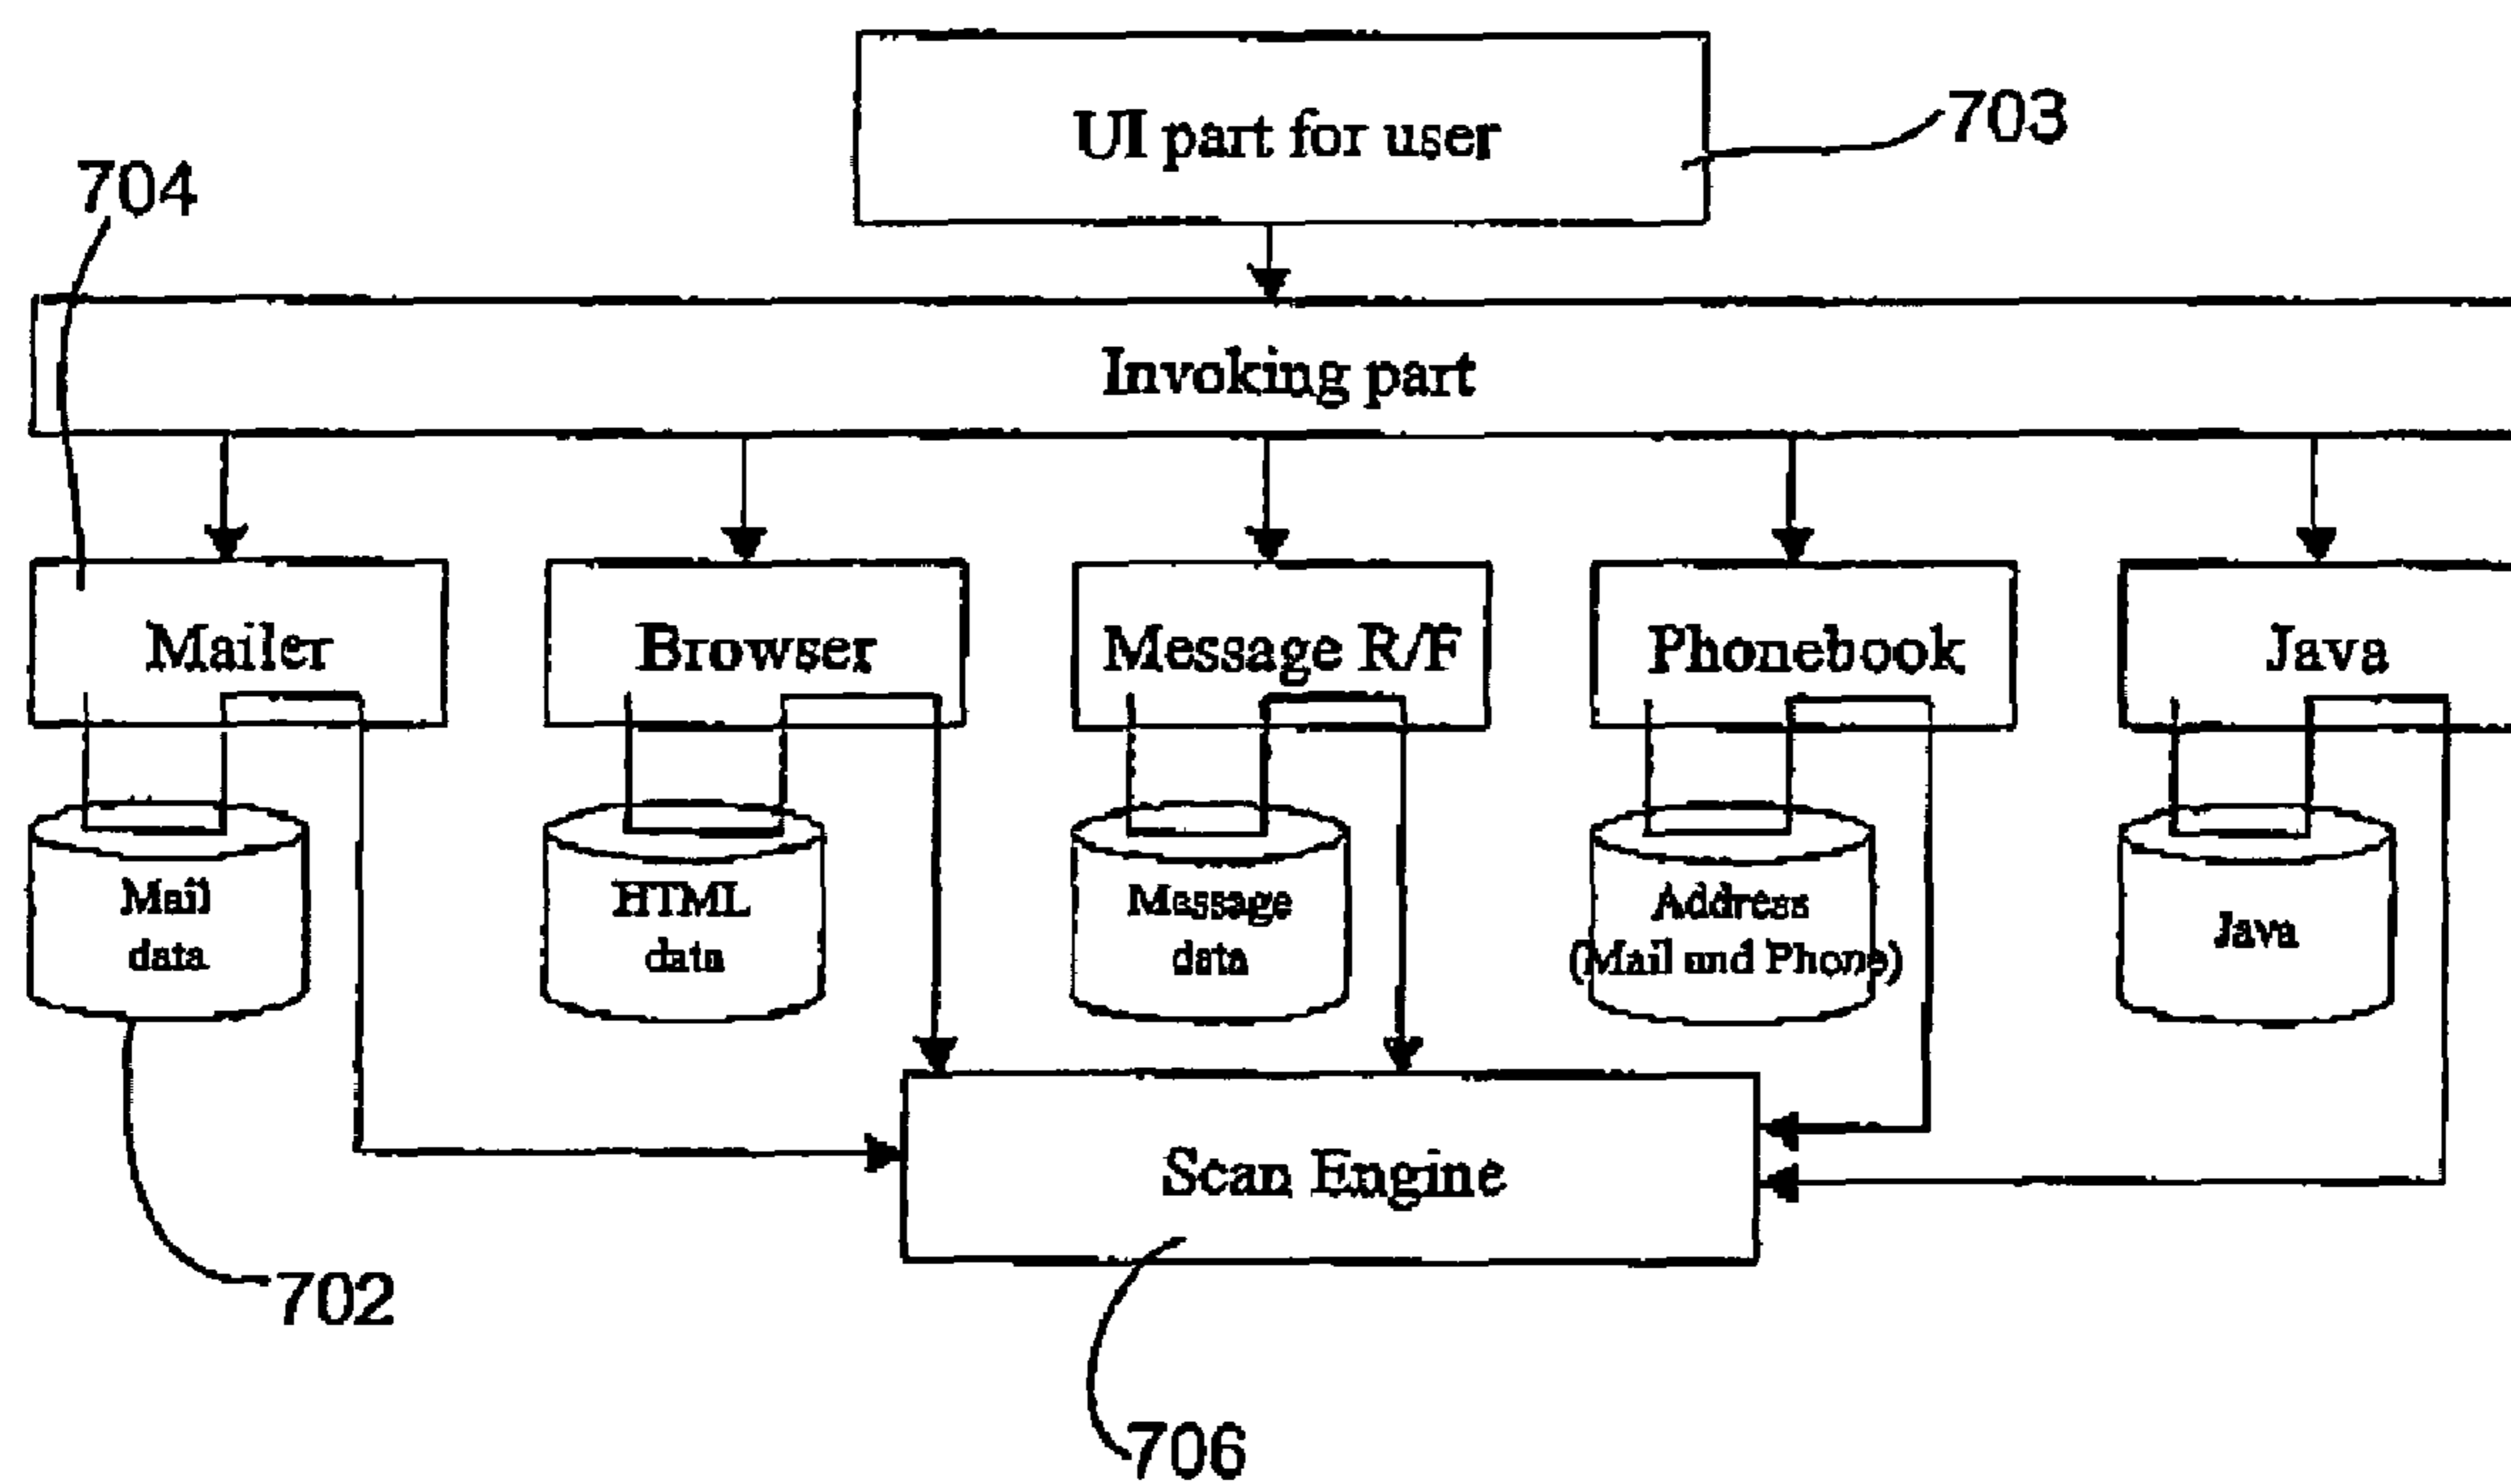 UI part for user
703
704
Invoking part
Mailer
Browser
Message R/F
Phonebook
Java
Mail
data
HTML
data
Message
data
Address
(Mail and Phone)
Java
Scan Engine
702
706